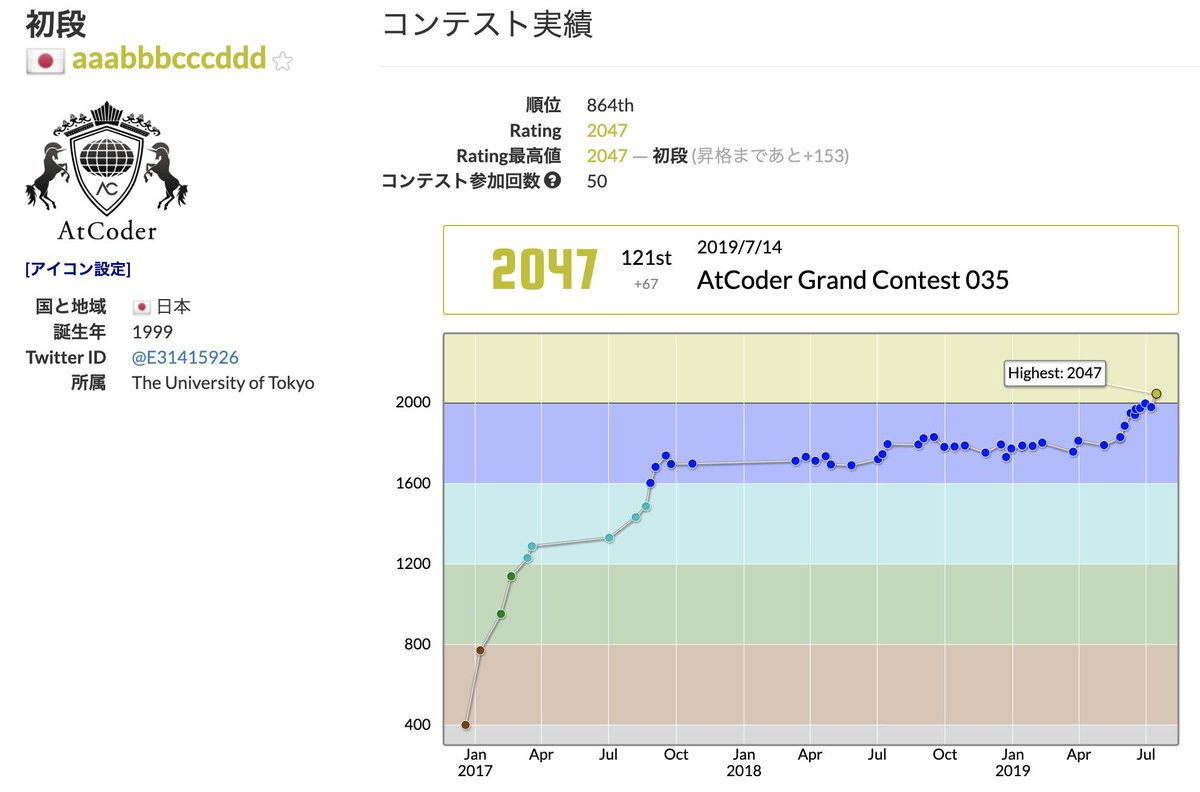 初段
aaabbbcccddd
AC
AtCoder
[アイコン設定]
国と地域 日本
誕生年 1999
Twitter ID @E31415926
所属 The University of Tokyo
コンテスト実績
順位 864th
Rating 2047
Rating最高値 2047 ― 初段 (昇格まであと+153)
コンテスト参加回数 ? 50
2047 121st 2019/7/14
+67 AtCoder Grand Contest 035
Highest: 2047
2000
1600
1200
800
400
Jan Apr Jul Oct Jan Apr Jul Oct Jan Apr Jul
2017 2018 2019